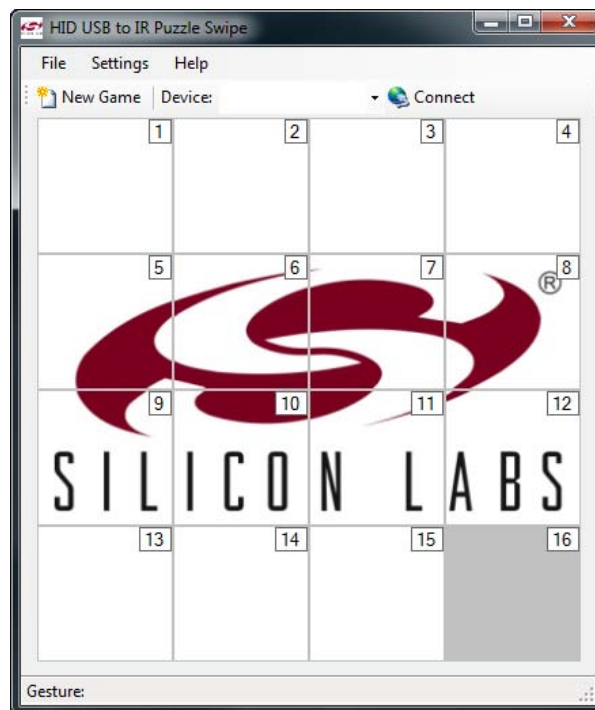 HID USB to IR Puzzle Swipe
File Settings Help
New Game Device: Connect
1 2 3 4
5 6 7 8
®
9 10 11 12
SILICON LABS
13 14 15 16
Gesture: